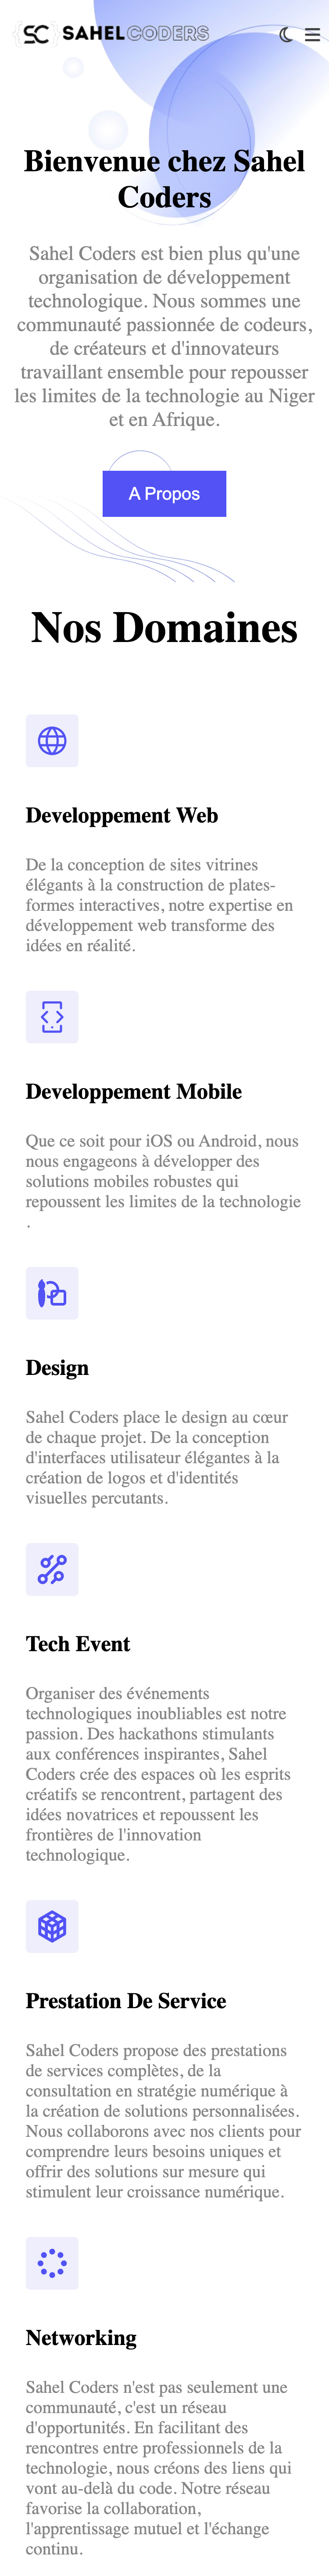 SC SAHELCODERS
Bienvenue chez Sahel
Coders
Sahel Coders est bien plus qu'une
organisation de développement
technologique. Nous sommes une
communauté passionnée de codeurs,
de créateurs et d'innovateurs
travaillant ensemble pour repousser
les limites de la technologie au Niger
et en Afrique.
A Propos
Nos Domaines
Developpement Web
De la conception de sites vitrines
élégants à la construction de plates-
formes interactives, notre expertise en
développement web transforme des
idées en réalité.
Developpement Mobile
Que ce soit pour iOS ou Android, nous
nous engageons à développer des
solutions mobiles robustes qui
repoussent les limites de la technologie
.
Design
Sahel Coders place le design au cœur
de chaque projet. De la conception
d'interfaces utilisateur élégantes à la
création de logos et d'identités
visuelles percutants.
Tech Event
Organiser des événements
technologiques inoubliables est notre
passion. Des hackathons stimulants
aux conférences inspirantes, Sahel
Coders crée des espaces où les esprits
créatifs se rencontrent, partagent des
idées novatrices et repoussent les
frontières de l'innovation
technologique.
Prestation De Service
Sahel Coders propose des prestations
de services complètes, de la
consultation en stratégie numérique à
la création de solutions personnalisées.
Nous collaborons avec nos clients pour
comprendre leurs besoins uniques et
offrir des solutions sur mesure qui
stimulent leur croissance numérique.
Networking
Sahel Coders n'est pas seulement une
communauté, c'est un réseau
d'opportunités. En facilitant des
rencontres entre professionnels de la
technologie, nous créons des liens qui
vont au-delà du code. Notre réseau
favorise la collaboration,
l'apprentissage mutuel et l'échange
continu.